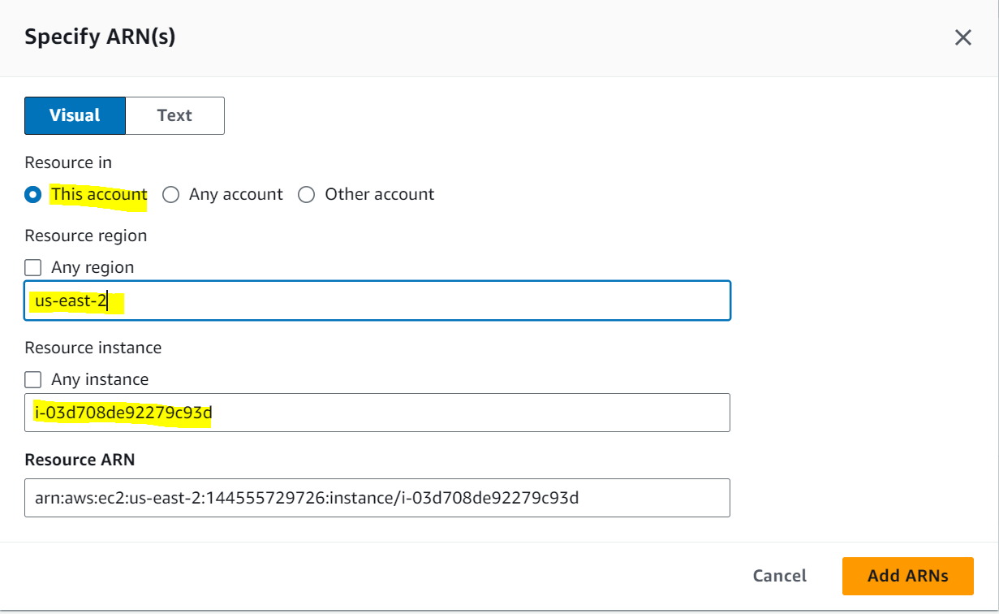 Specify ARN(s)
Visual Text
Resource in
This account Any account Other account
Resource region
Any region
us-east-2
Resource instance
Any instance
i-03d708de92279c93d
Resource ARN
arn:aws:ec2:us-east-2:144555729726:instance/i-03d708de92279c93d
Cancel Add ARNs